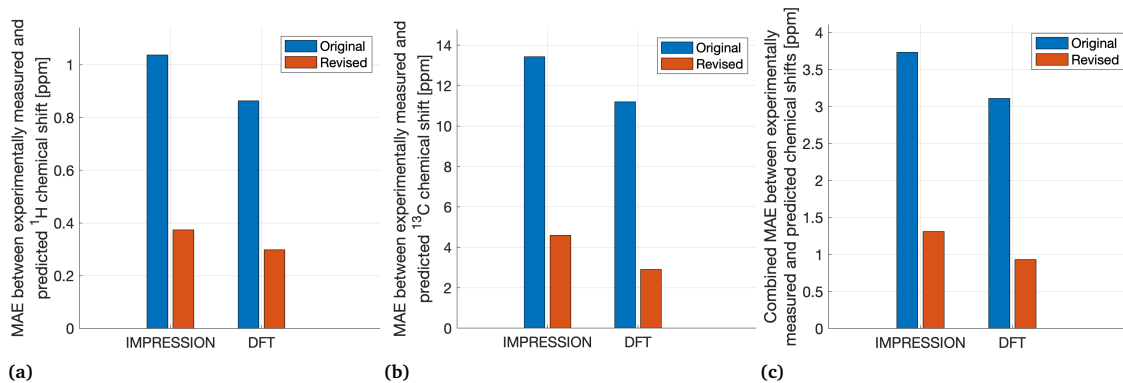 MAE between experimentally measured and
predicted ¹H chemical shift [ppm]
1
0.8
0.6
0.4
0.2
0
Original
Revised
IMPRESSION DFT
(a)
MAE between experimentally measured and
predicted ¹³C chemical shift [ppm]
14
12
10
8
6
4
2
0
Original
Revised
IMPRESSION DFT
(b)
Combined MAE between experimentally
measured and predicted chemical shifts [ppm]
4
3.5
3
2.5
2
1.5
1
0.5
0
Original
Revised
IMPRESSION DFT
(c)